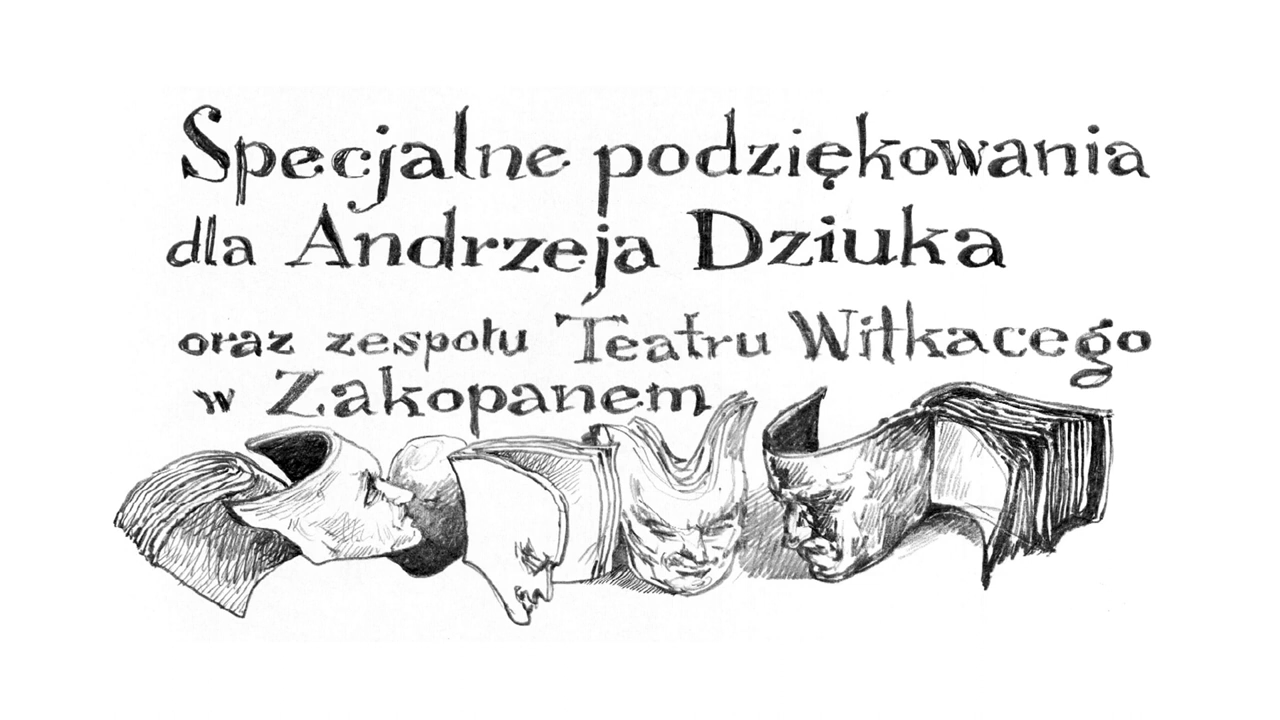 Specjalne podziękowania
dla Andrzeja Dziuka
oraz zespołu Teatru Witkacego
w Zakopanem